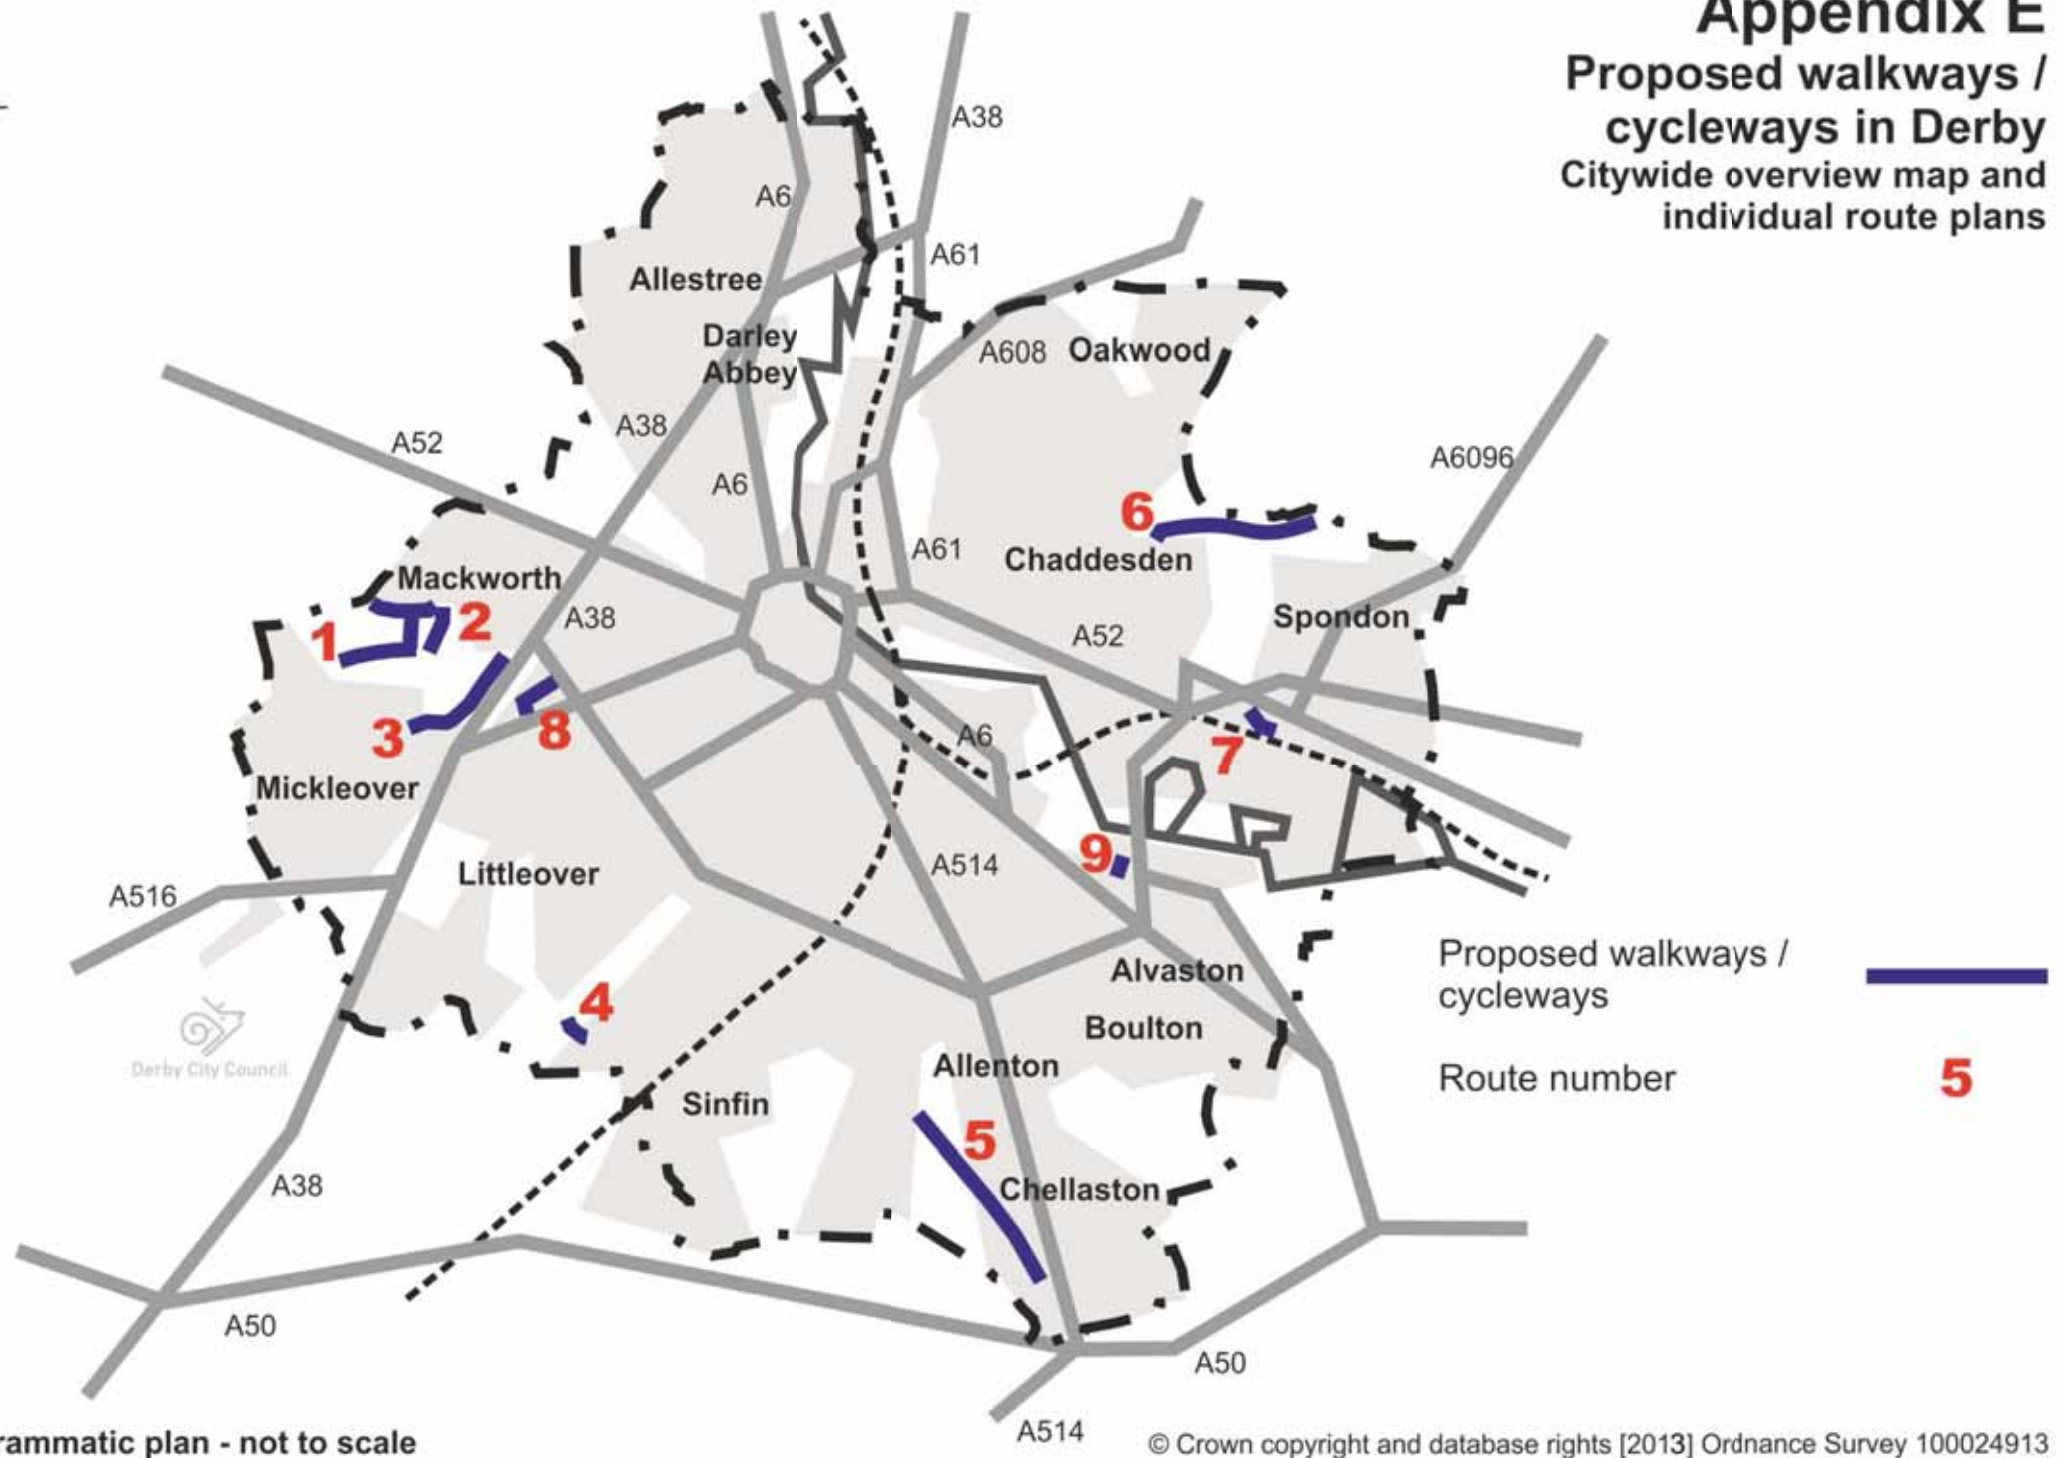 Appendix E
Proposed walkways /
cycleways in Derby
Citywide overview map and
individual route plans
A38
A6
A61
Allestree
Darley
Abbey
A608
Oakwood
A38
A52
A6
A6096
6
A61
Chaddesden
Mackworth
A38
Spondon
1
2
A52
3
8
A6
7
Mickleover
9
A514
Littleover
A516
Proposed walkways /
cycleways
Alvaston
4
Boulton
Derby City Council
Allenton
Route number
5
Sinfin
5
A38
Chellaston
A50
A50
A514
rammatic plan - not to scale
© Crown copyright and database rights [2013] Ordnance Survey 100024913